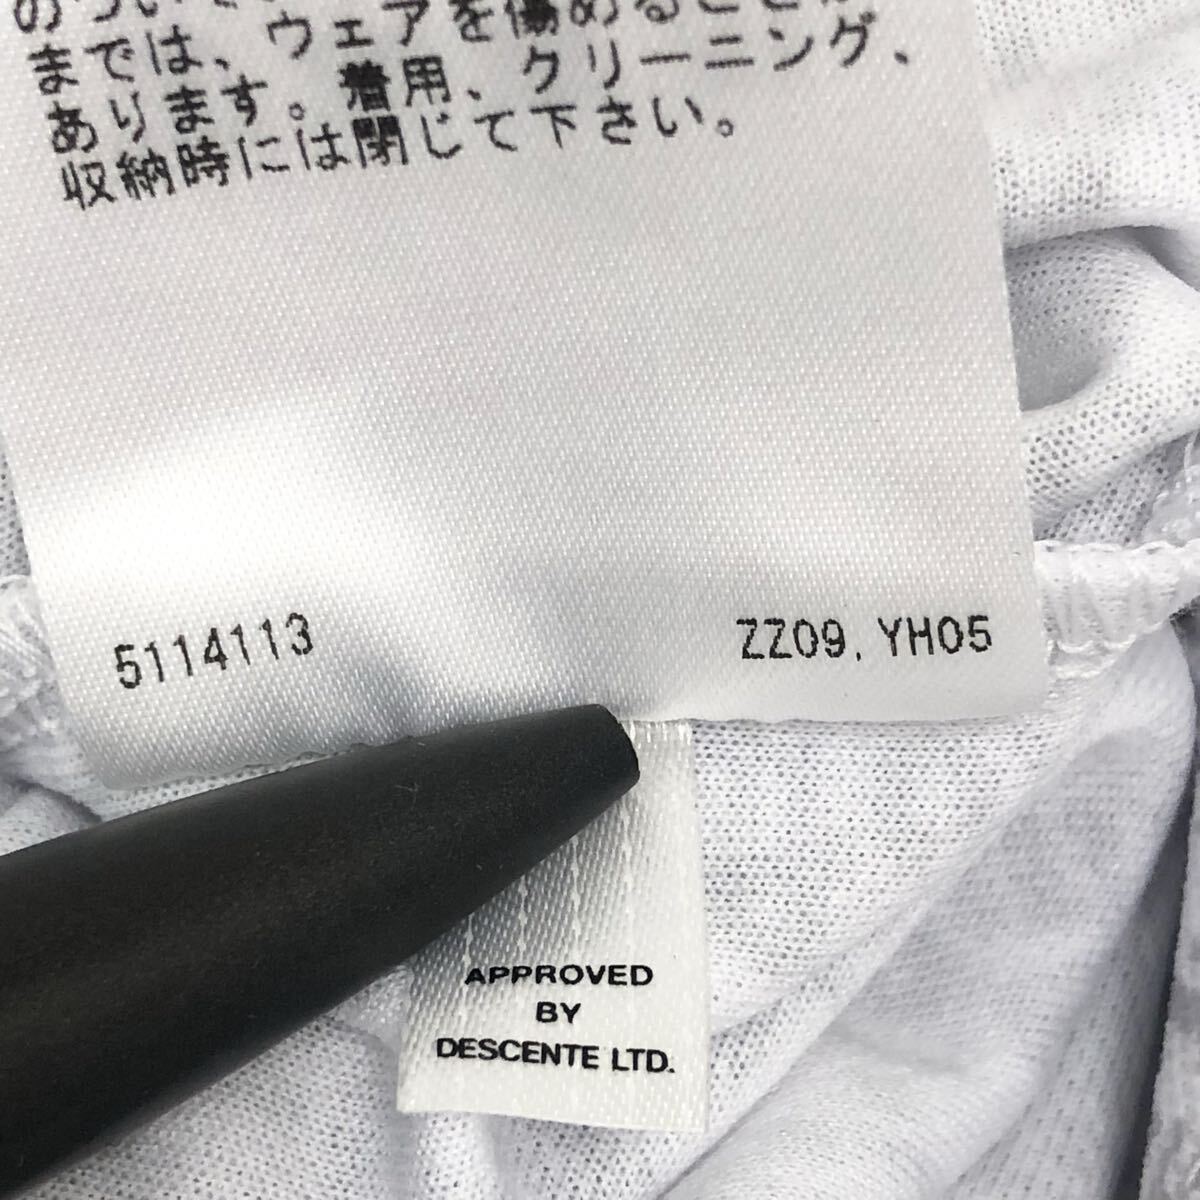 までは、ウェアを傷めることが
あります。着用、クリーニング、
収納時には閉じて下さい。
5114113
ZZ09, YH05
APPROVED
BY
DESCENTE LTD.